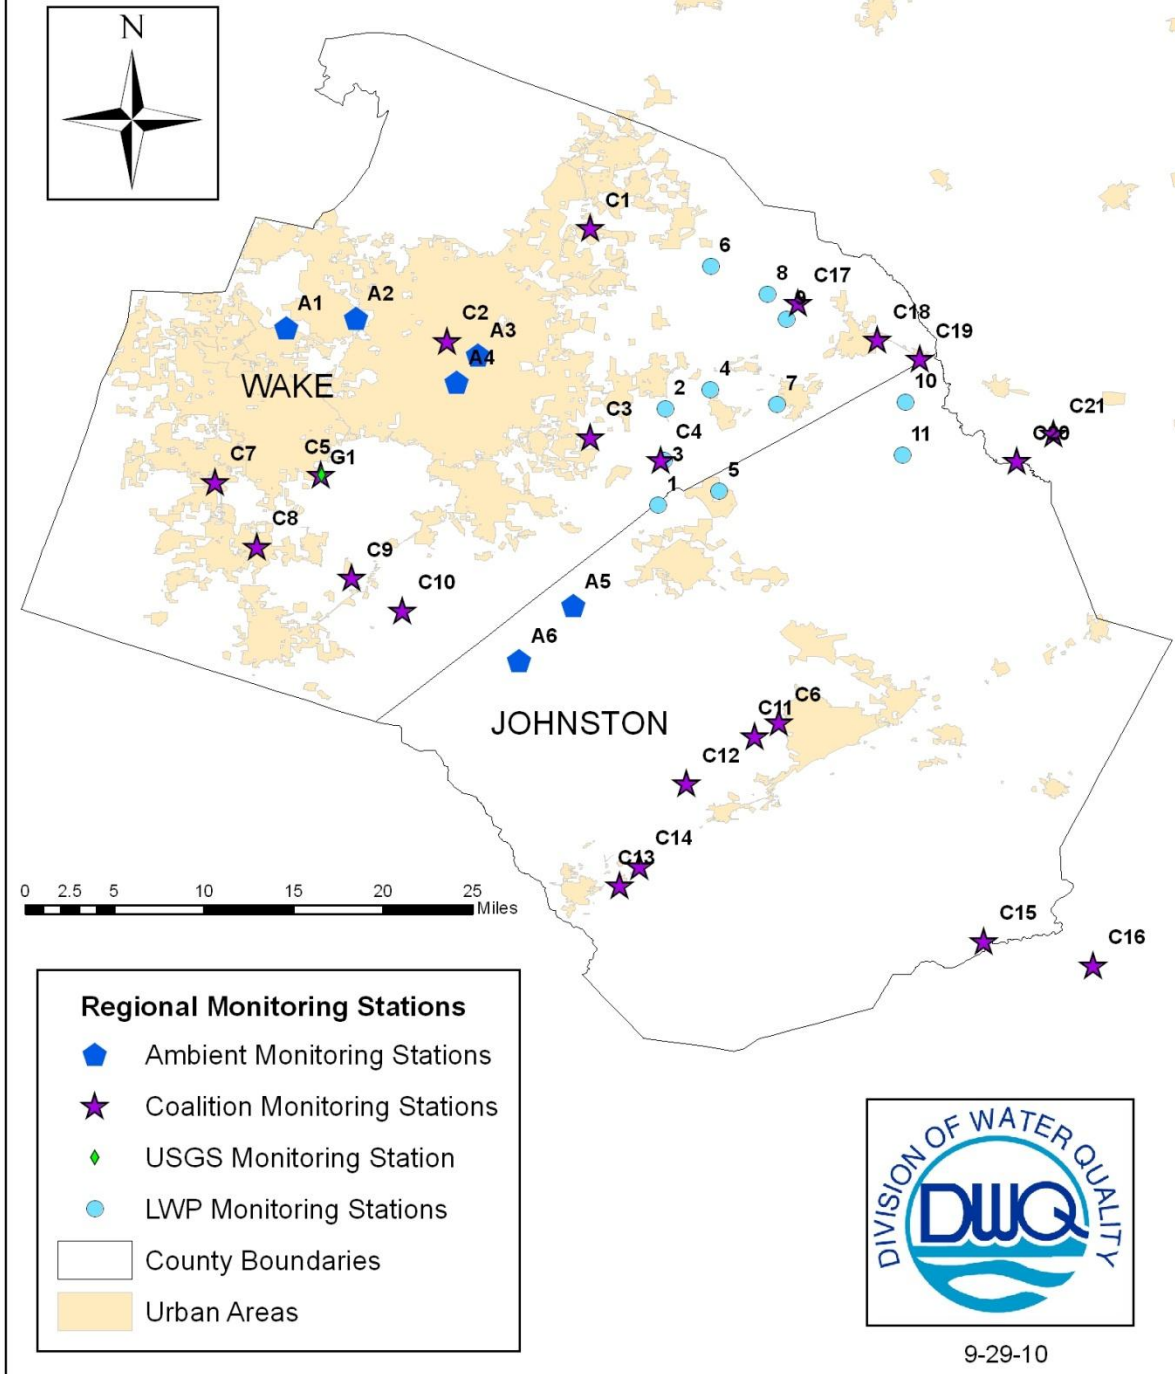 N
C1
6
8
C17
9
A1
A2
C2
A3
A4
C18
C19
WAKE
2
4
7
10
C3
C4
3
11
C21
C20
C7
C5
G1
5
1
C8
C9
C10
A5
A6
JOHNSTON
C11
C6
C12
C14
C13
0 2.5 5 10 15 20 25
Miles
C15
C16
Regional Monitoring Stations
Ambient Monitoring Stations
Coalition Monitoring Stations
USGS Monitoring Station
LWP Monitoring Stations
County Boundaries
Urban Areas
DIVISION OF WATER QUALITY
DWQ
9-29-10